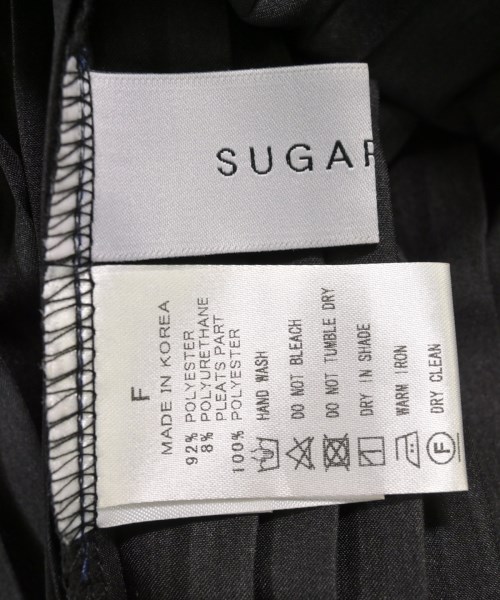 SUGAR
F
MADE IN KOREA
92% POLYESTER
8% POLYURETHANE
PLEATS PART
100% POLYESTER
HAND WASH
DO NOT BLEACH
DO NOT TUMBLE DRY
DRY IN SHADE
WARM IRON
DRY CLEAN
F